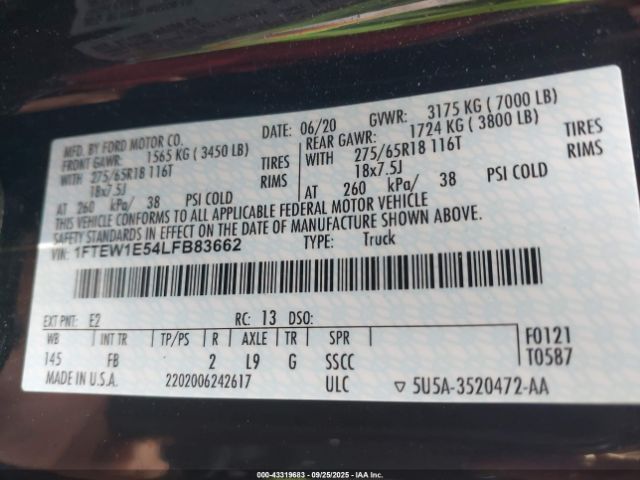 MFD. BY FORD MOTOR CO.
DATE: 06/20 GVWR: 3175 KG ( 7000 LB)
FRONT GAWR: 1565 KG ( 3450 LB)
REAR GAWR: 1724 KG ( 3800 LB)
WITH 275/65R18 116T TIRES
WITH 275/65R18 116T TIRES
18x7.5J RIMS
18x7.5J RIMS
AT 260 kPa/ 38 PSI COLD
AT 260 kPa/ 38 PSI COLD
THIS VEHICLE CONFORMS TO ALL APPLICABLE FEDERAL MOTOR VEHICLE
SAFETY STANDARDS IN EFFECT ON THE DATE OF MANUFACTURE SHOWN ABOVE.
VIN: 1FTEW1E54LFB83662 TYPE: Truck
EXT PNT: E2 RC: 13 DSO:
WB INT TR TP/PS R AXLE TR SPR F0121
145 FB 2 L9 G SSCC T0587
MADE IN U.S.A. 2202006242617 ULC ▽ 5U5A-3520472-AA
000-43319683 - 09/25/2025 - IAA Inc.